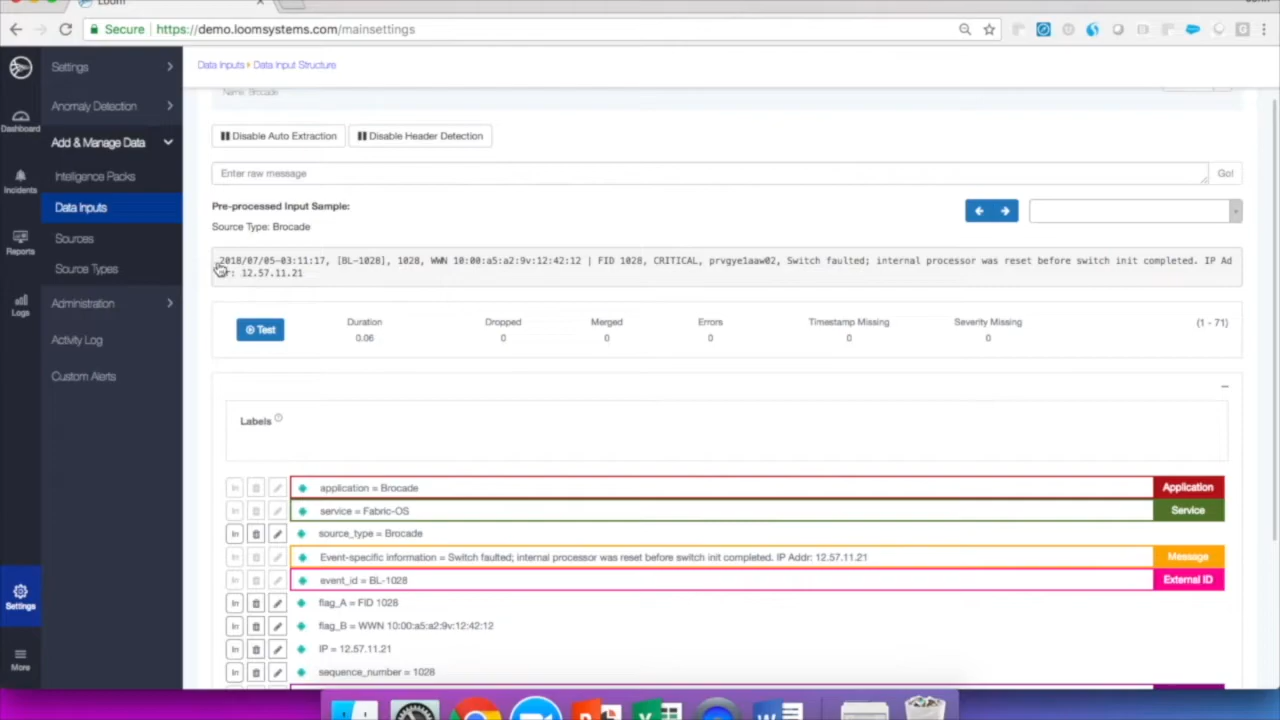 Loom
Secure https://demo.loomsystems.com/mainsettings
Settings
Data Inputs Data Input Structure
Name: Brocade
Anomaly Detection
Dashboard
Disable Auto Extraction Disable Header Detection
Add & Manage Data
Enter raw message Go!
Intelligence Packs
Incidents
Data Inputs
Pre-processed Input Sample:
Source Type: Brocade
Sources
Reports
Source Types
2018/07/05-03:11:17, [BL-1028], 1028, WWN 10:00:a5:a2:9v:12:42:12 | FID 1028, CRITICAL, prvgye1aaw02, Switch faulted; internal processor was reset before switch init completed. IP Ad
dr: 12.57.11.21
Administration
Logs
Activity Log
Custom Alerts
Test
Duration Dropped Merged Errors Timestamp Missing Severity Missing (1 - 71)
0.06 0 0 0 0 0
Labels
application = Brocade Application
service = Fabric-OS Service
source_type = Brocade
Event-specific information = Switch faulted; internal processor was reset before switch init completed. IP Addr: 12.57.11.21 Message
event_id = BL-1028 External ID
flag_A = FID 1028
flag_B = WWN 10:00:a5:a2:9v:12:42:12
IP = 12.57.11.21
sequence_number = 1028
Settings
More